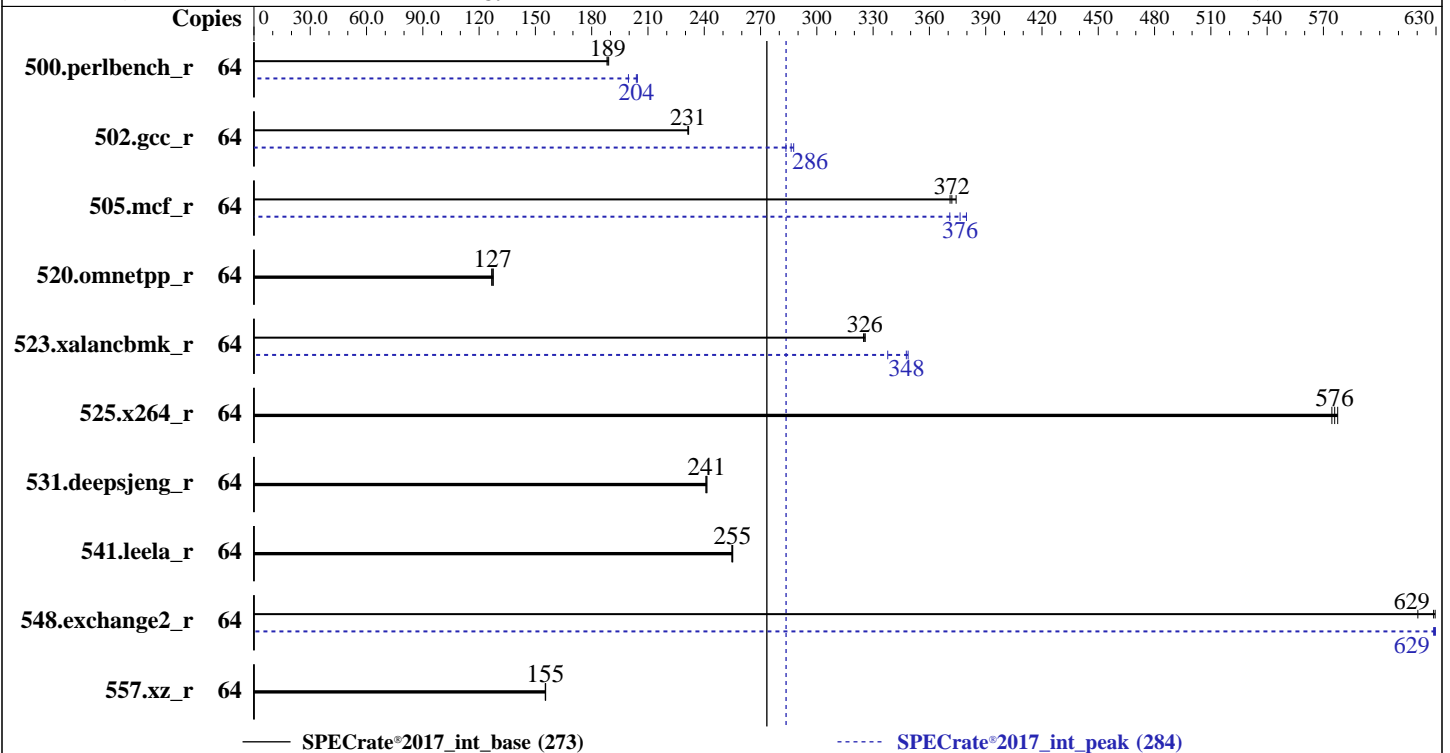 Copies 0 30.0 60.0 90.0 120 150 180 210 240 270 300 330 360 390 420 450 480 510 540 570 630
500.perlbench_r 64 189
204
502.gcc_r 64 231
286
505.mcf_r 64 372
376
520.omnetpp_r 64 127
523.xalancbmk_r 64 326
348
525.x264_r 64 576
531.deepsjeng_r 64 241
541.leela_r 64 255
548.exchange2_r 64 629
629
557.xz_r 64 155
SPECrate®2017_int_base (273) SPECrate®2017_int_peak (284)